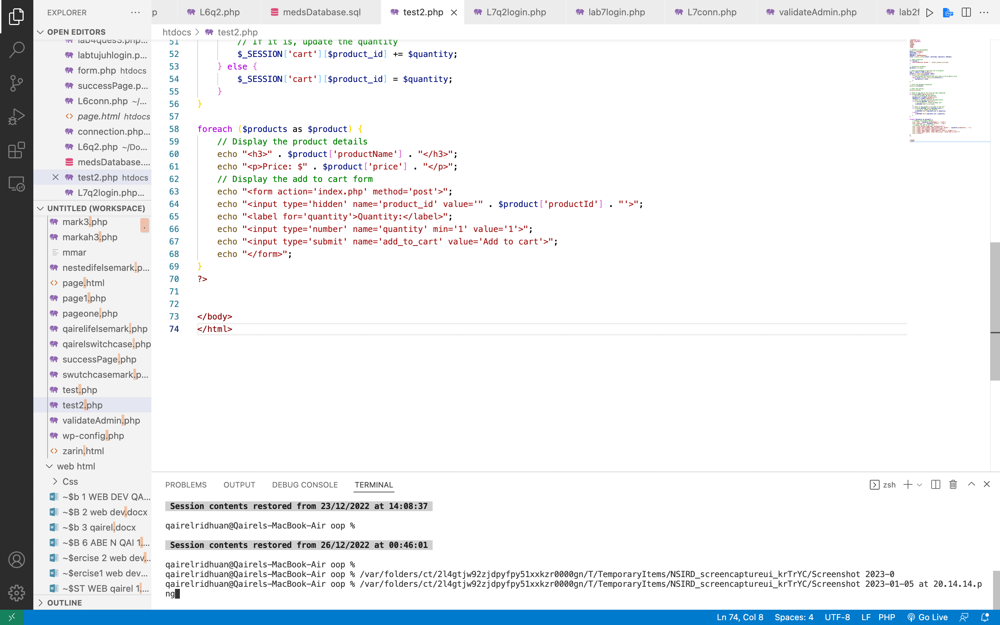 EXPLORER
OPEN EDITORS
lab4ques3.php...
labtujuhlogin.p...
form.php htdocs
successPage.p...
L6conn.php ~/...
page.html htdocs
connection.php...
L6q2.php ~/Do...
medsDatabase....
test2.php htdocs
L7q2login.php...
UNTITLED (WORKSPACE)
mark3.php
markah3.php
mmar
nestedifelsemark.p...
page.html
page1.php
pageone.php
qairelifelsemark.php
qairelswitchcase.php
successPage.php
swutchcasemark.p...
test.php
test2.php
validateAdmin.php
wp-config.php
zarin.html
web html
Css
~$b 1 WEB DEV QA...
~$B 2 web dev.docx
~$b 3 qairel.docx
~$B 6 ABE N QAI 1....
~$ercise 2 web dev...
~$ercise1 web dev...
~$ST WEB qairel 1....
OUTLINE
p L6q2.php medsDatabase.sql test2.php L7q2login.php lab7login.php L7conn.php validateAdmin.php lab2f
htdocs > test2.php
51 // If it is, update the quantity
52 $_SESSION['cart'][$product_id] += $quantity;
53 } else {
54 $_SESSION['cart'][$product_id] = $quantity;
55 }
56 }
57
58 foreach ($products as $product) {
59 // Display the product details
60 echo "<h3>" . $product['productName'] . "</h3>";
61 echo "<p>Price: $" . $product['price'] . "</p>";
62 // Display the add to cart form
63 echo "<form action='index.php' method='post'>";
64 echo "<input type='hidden' name='product_id' value='" . $product['productId'] . "'>";
65 echo "<label for='quantity'>Quantity:</label>";
66 echo "<input type='number' name='quantity' min='1' value='1'>";
67 echo "<input type='submit' name='add_to_cart' value='Add to cart'>";
68 echo "</form>";
69 }
70 ?>
71
72
73 </body>
74 </html>
PROBLEMS OUTPUT DEBUG CONSOLE TERMINAL
zsh
Session contents restored from 23/12/2022 at 14:08:37
qairelridhuan@Qairels-MacBook-Air oop %
Session contents restored from 26/12/2022 at 00:46:01
qairelridhuan@Qairels-MacBook-Air oop %
qairelridhuan@Qairels-MacBook-Air oop % /var/folders/ct/2l4gtjw92zjdpyfpy51xxkzr0000gn/T/TemporaryItems/NSIRD_screencaptureui_krTrYC/Screenshot 2023-0
qairelridhuan@Qairels-MacBook-Air oop % /var/folders/ct/2l4gtjw92zjdpyfpy51xxkzr0000gn/T/TemporaryItems/NSIRD_screencaptureui_krTrYC/Screenshot 2023-01-05 at 20.14.14.p
ng
Ln 74, Col 8 Spaces: 4 UTF-8 LF PHP Go Live